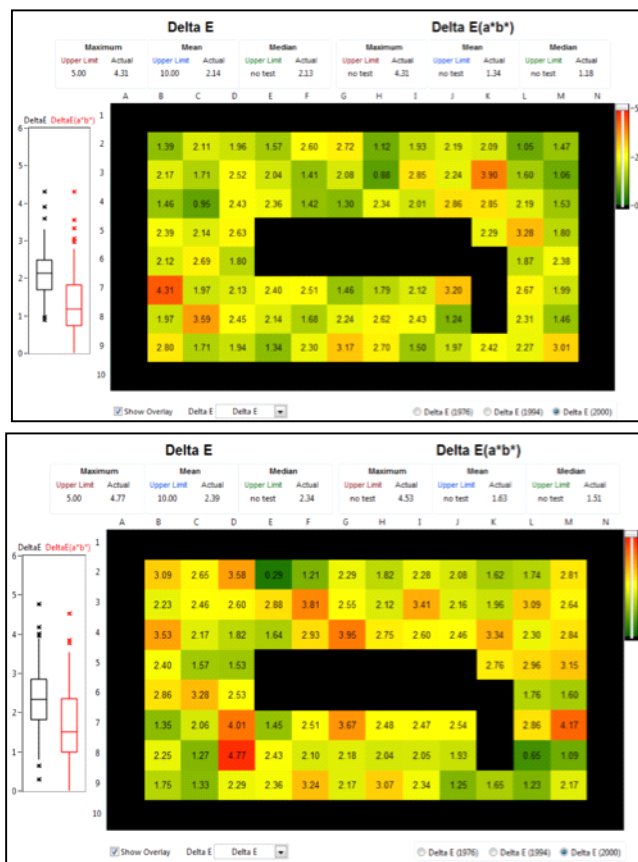 Delta E Delta E(a*b*)
Maximum Mean Median Maximum Mean Median
Upper Limit Actual Upper Limit Actual Upper Limit Actual Upper Limit Actual Upper Limit Actual Upper Limit Actual
5.00 4.31 10.00 2.14 no test 2.13 no test 4.31 no test 1.34 no test 1.18
A B C D E F G H I J K L M N
DeltaE DeltaE(a*b*)
6
5
4
3
2
1
0
1
2 1.39 2.11 1.96 1.57 2.60 2.72 1.12 1.93 2.19 2.09 1.05 1.47
3 2.17 1.71 2.52 2.04 1.41 2.08 0.88 2.85 2.24 3.90 1.60 1.06
4 1.46 0.95 2.43 2.36 1.42 1.30 2.34 2.01 2.86 2.85 2.19 1.53
5 2.39 2.14 2.63 2.29 3.28 1.80
6 2.12 2.69 1.80 1.87 2.38
7 4.31 1.97 2.13 2.40 2.51 1.46 1.79 2.12 3.20 2.67 1.99
8 1.97 3.59 2.45 2.14 1.68 2.24 2.62 2.43 1.24 2.31 1.46
9 2.80 1.71 1.94 1.34 2.30 3.17 2.70 1.50 1.97 2.42 2.27 3.01
10
5
0
Show Overlay Delta E Delta E Delta E (1976) Delta E (1994) Delta E (2000)
Delta E Delta E(a*b*)
Maximum Mean Median Maximum Mean Median
Upper Limit Actual Upper Limit Actual Upper Limit Actual Upper Limit Actual Upper Limit Actual Upper Limit Actual
5.00 4.77 10.00 2.39 no test 2.34 no test 4.53 no test 1.63 no test 1.51
A B C D E F G H I J K L M N
DeltaE DeltaE(a*b*)
6
5
4
3
2
1
0
1
2 3.09 2.65 3.58 0.29 1.21 2.29 1.82 2.28 2.08 1.62 1.74 2.81
3 2.23 2.46 2.60 2.88 3.81 2.55 2.12 3.41 2.16 1.96 3.09 2.64
4 3.53 2.17 1.82 1.64 2.93 3.95 2.75 2.60 2.46 3.34 2.30 2.84
5 2.40 1.57 1.53 2.76 2.96 3.15
6 2.86 3.28 2.53 1.76 1.60
7 1.35 2.06 4.01 1.45 2.51 3.67 2.48 2.47 2.54 2.86 4.17
8 2.25 1.27 4.77 2.43 2.10 2.18 2.04 2.05 1.93 0.65 1.09
9 1.75 1.33 2.29 2.36 3.24 2.17 3.07 2.34 1.25 1.65 1.23 2.17
10
Show Overlay Delta E Delta E Delta E (1976) Delta E (1994) Delta E (2000)